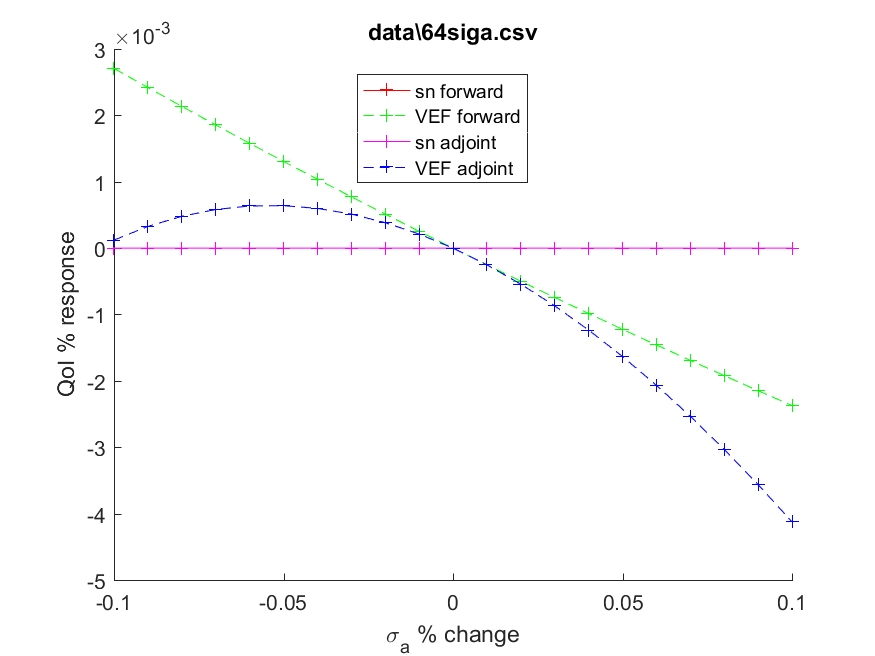 data\64siga.csv
×10-3
sn forward
VEF forward
sn adjoint
VEF adjoint
3
2
1
0
-1
-2
-3
-4
-5
QoI % response
-0.1
-0.05
0
0.05
0.1
σa % change